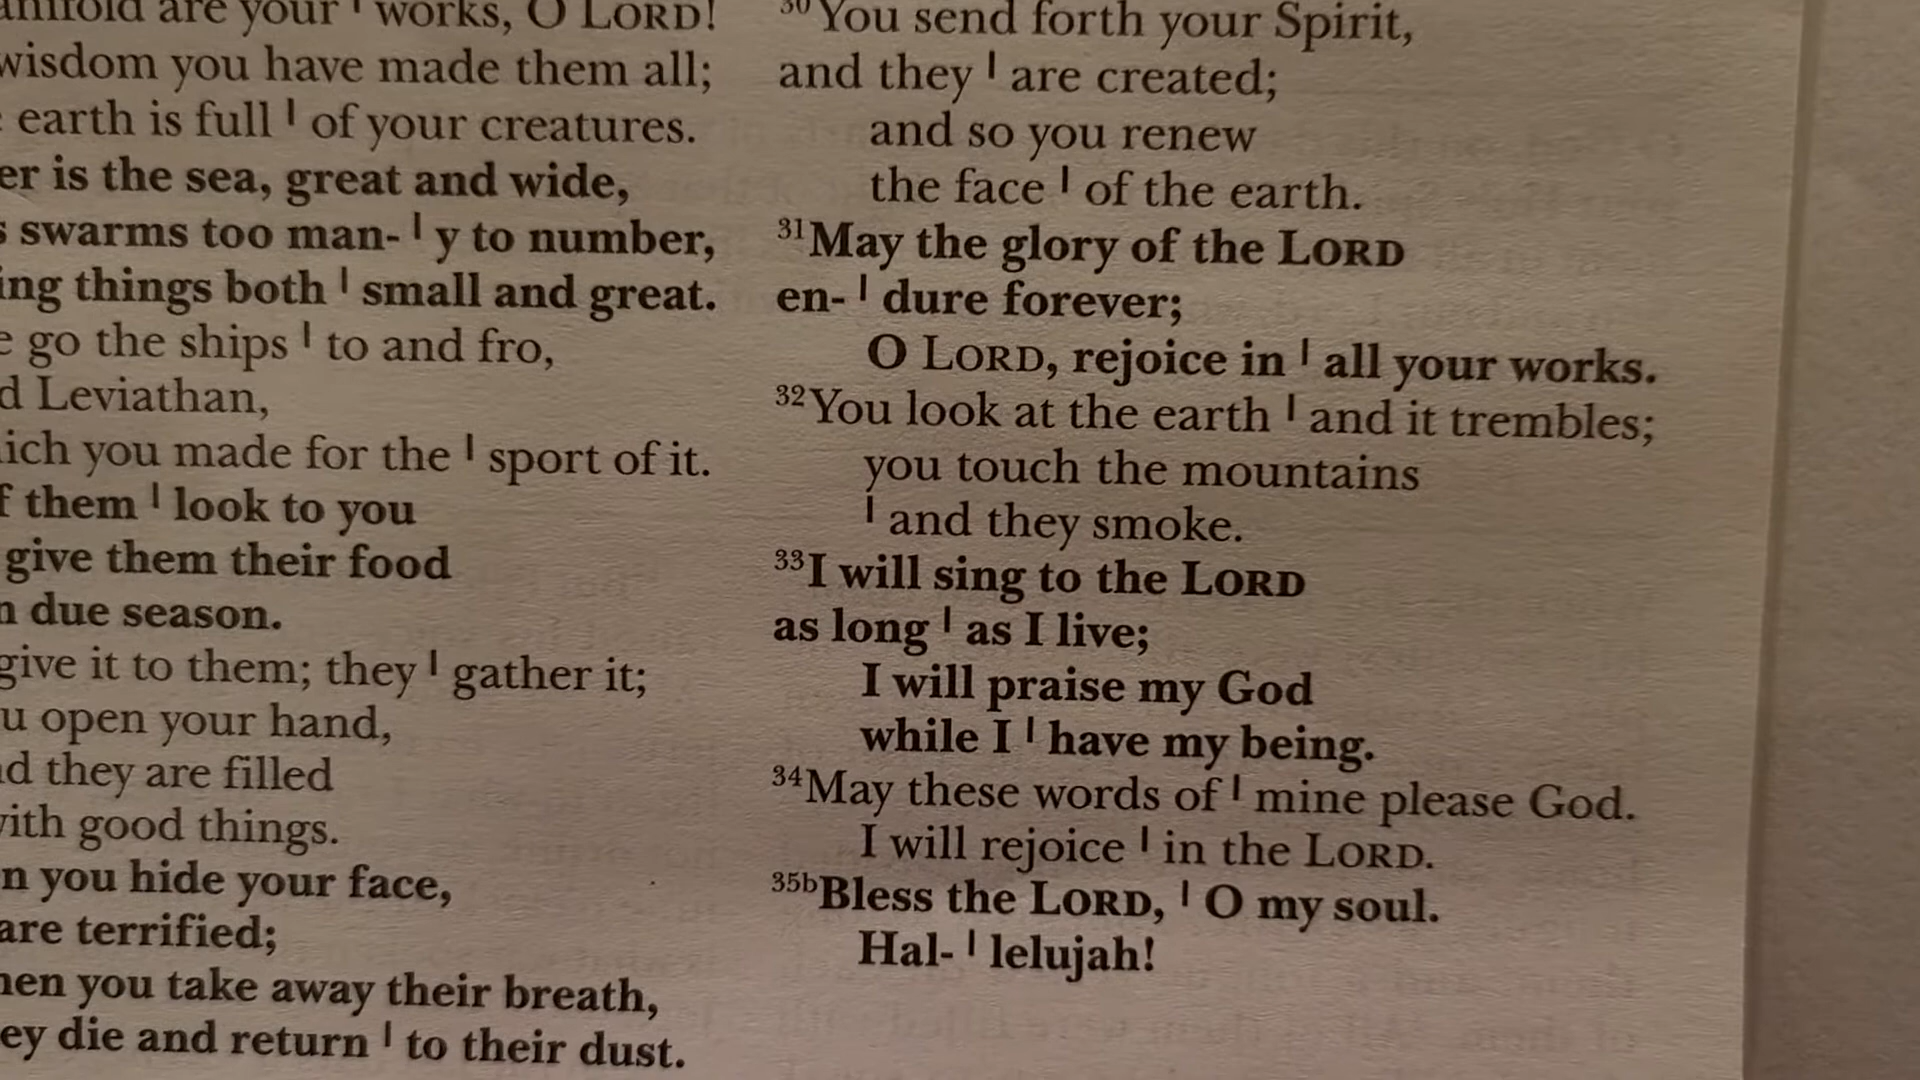 are your ˈ works, O LORD!
wisdom you have made them all;
earth is full ˈ of your creatures.
is the sea, great and wide,
swarms too man- ˈ y to number,
things both ˈ small and great.
go the ships ˈ to and fro,
Leviathan,
you made for the ˈ sport of it.
them ˈ look to you
give them their food
due season.
give it to them; they ˈ gather it;
open your hand,
they are filled
with good things.
you hide your face,
are terrified;
you take away their breath,
die and return ˈ to their dust.
30You send forth your Spirit,
and they ˈ are created;
and so you renew
the face ˈ of the earth.
31May the glory of the LORD
en- ˈ dure forever;
O LORD, rejoice in ˈ all your works.
32You look at the earth ˈ and it trembles;
you touch the mountains
ˈ and they smoke.
33I will sing to the LORD
as long ˈ as I live;
I will praise my God
while I ˈ have my being.
34May these words of ˈ mine please God.
I will rejoice ˈ in the LORD.
35bBless the LORD, ˈ O my soul.
Hal- ˈ lelujah!